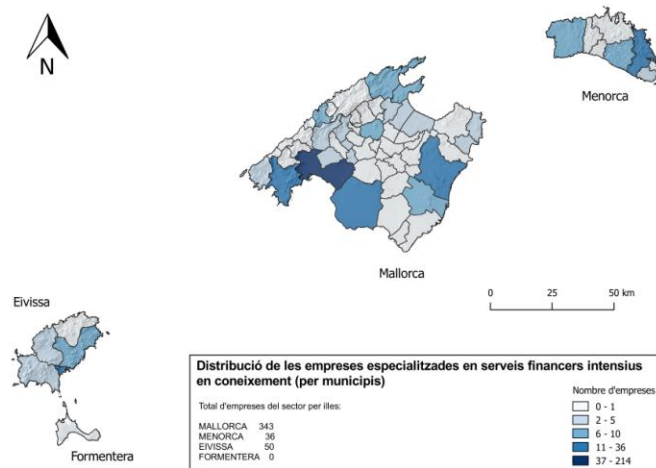 N
Menorca
Mallorca
0 25 50 km
Eivissa
Formentera
Distribució de les empreses especialitzades en serveis financers intensius
en coneixement (per municipis)
Total d'empreses del sector per illes:
MALLORCA 343
MENORCA 36
EIVISSA 50
FORMENTERA 0
Nombre d'empreses
0 - 1
2 - 5
6 - 10
11 - 36
37 - 214